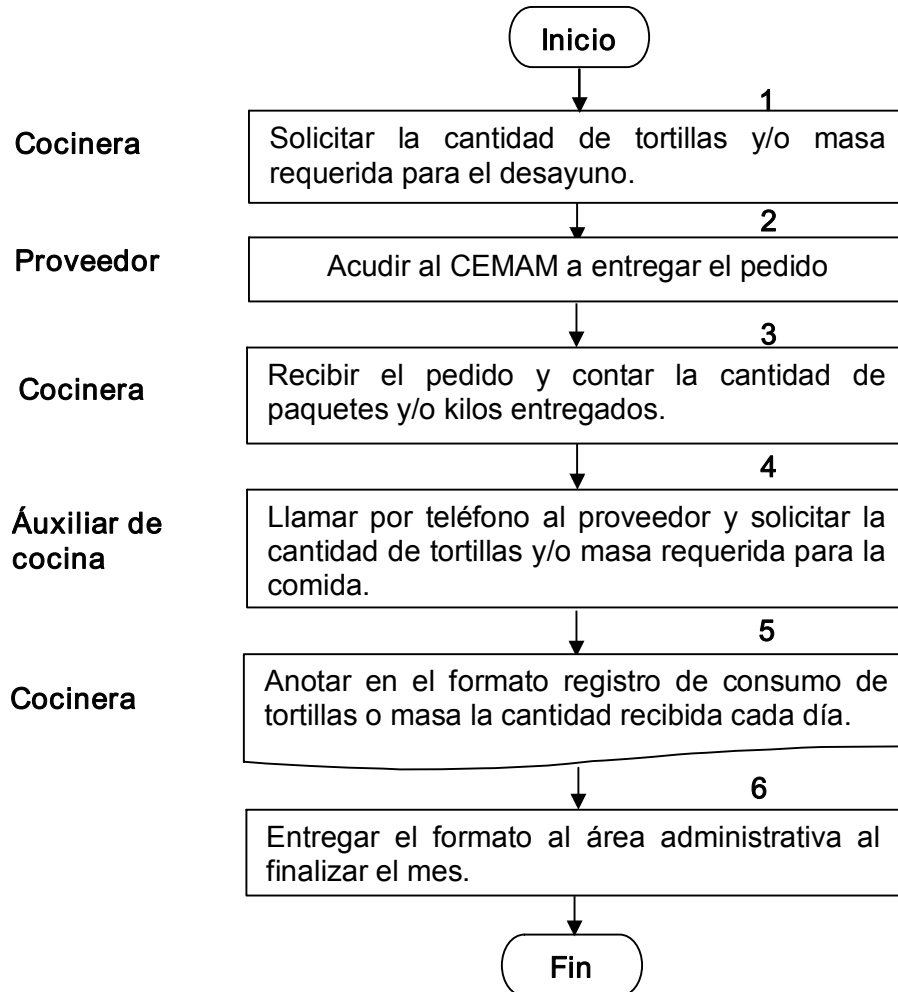 Inicio
1
Cocinera
Solicitar la cantidad de tortillas y/o masa
requerida para el desayuno.
2
Proveedor
Acudir al CEMAM a entregar el pedido
3
Cocinera
Recibir el pedido y contar la cantidad de
paquetes y/o kilos entregados.
4
Áuxiliar de
cocina
Llamar por teléfono al proveedor y solicitar la
cantidad de tortillas y/o masa requerida para la
comida.
5
Cocinera
Anotar en el formato registro de consumo de
tortillas o masa la cantidad recibida cada día.
6
Entregar el formato al área administrativa al
finalizar el mes.
Fin